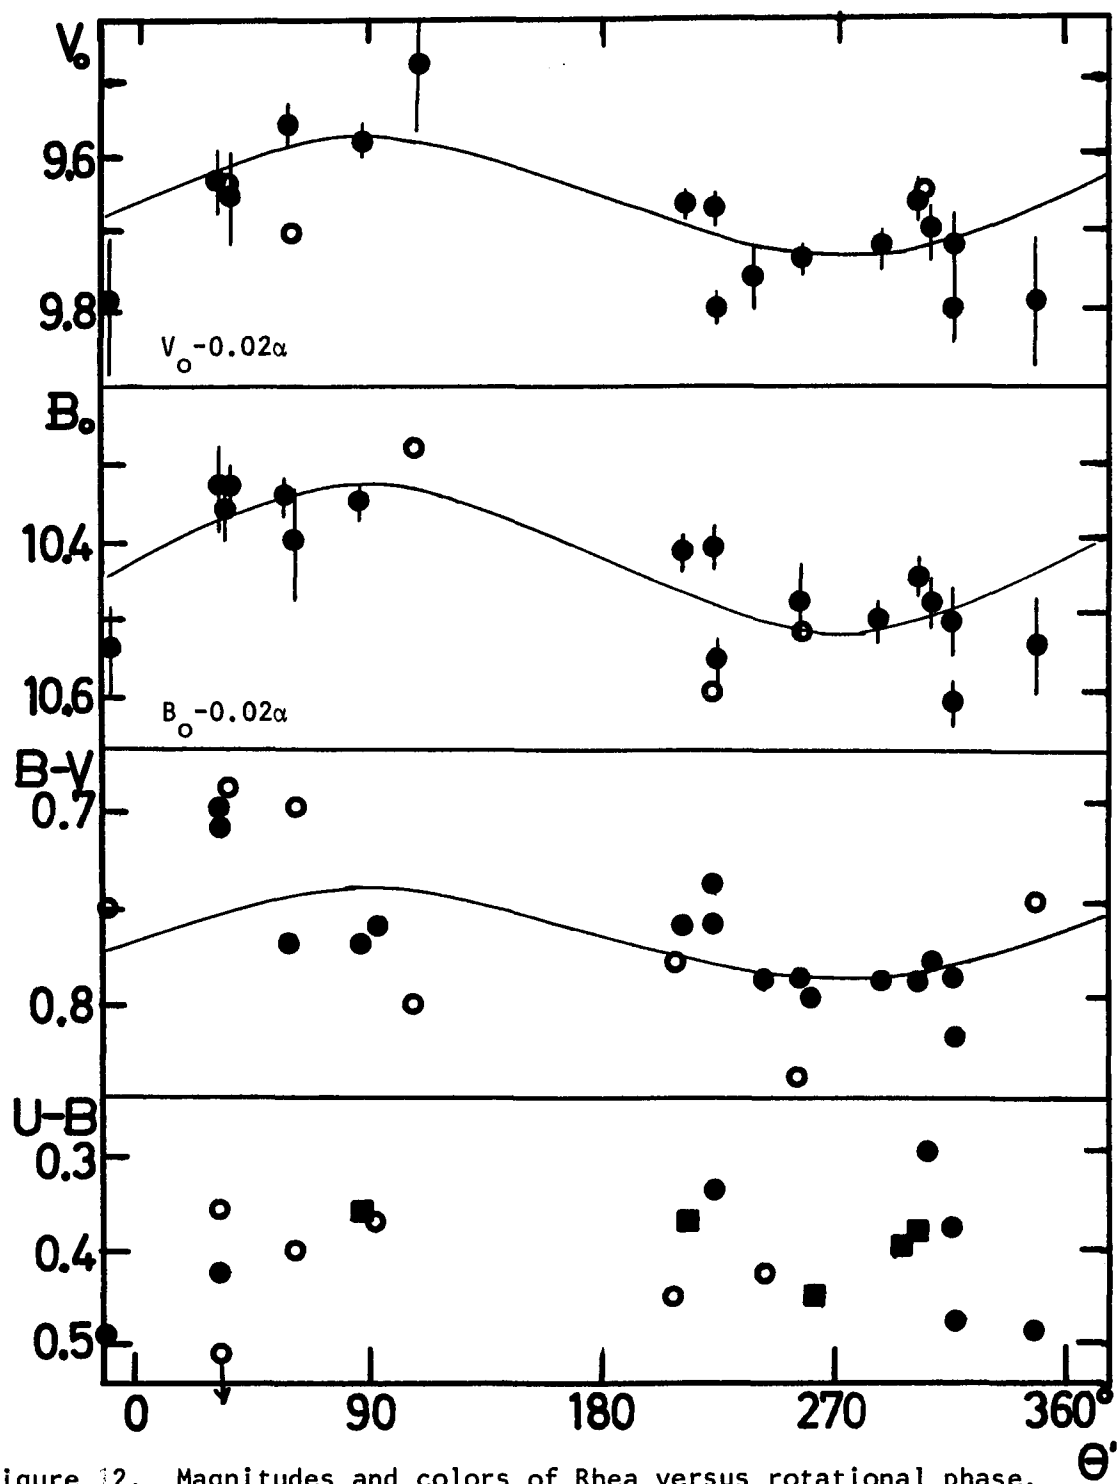 V₀
9.6
9.8
V₀-0.02α
B₀
10.4
10.6
B₀-0.02α
B-V
0.7
0.8
U-B
0.3
0.4
0.5
0 90 180 270 360°
θ'
igure 12. Magnitudes and colors of Rhea versus rotational phase.